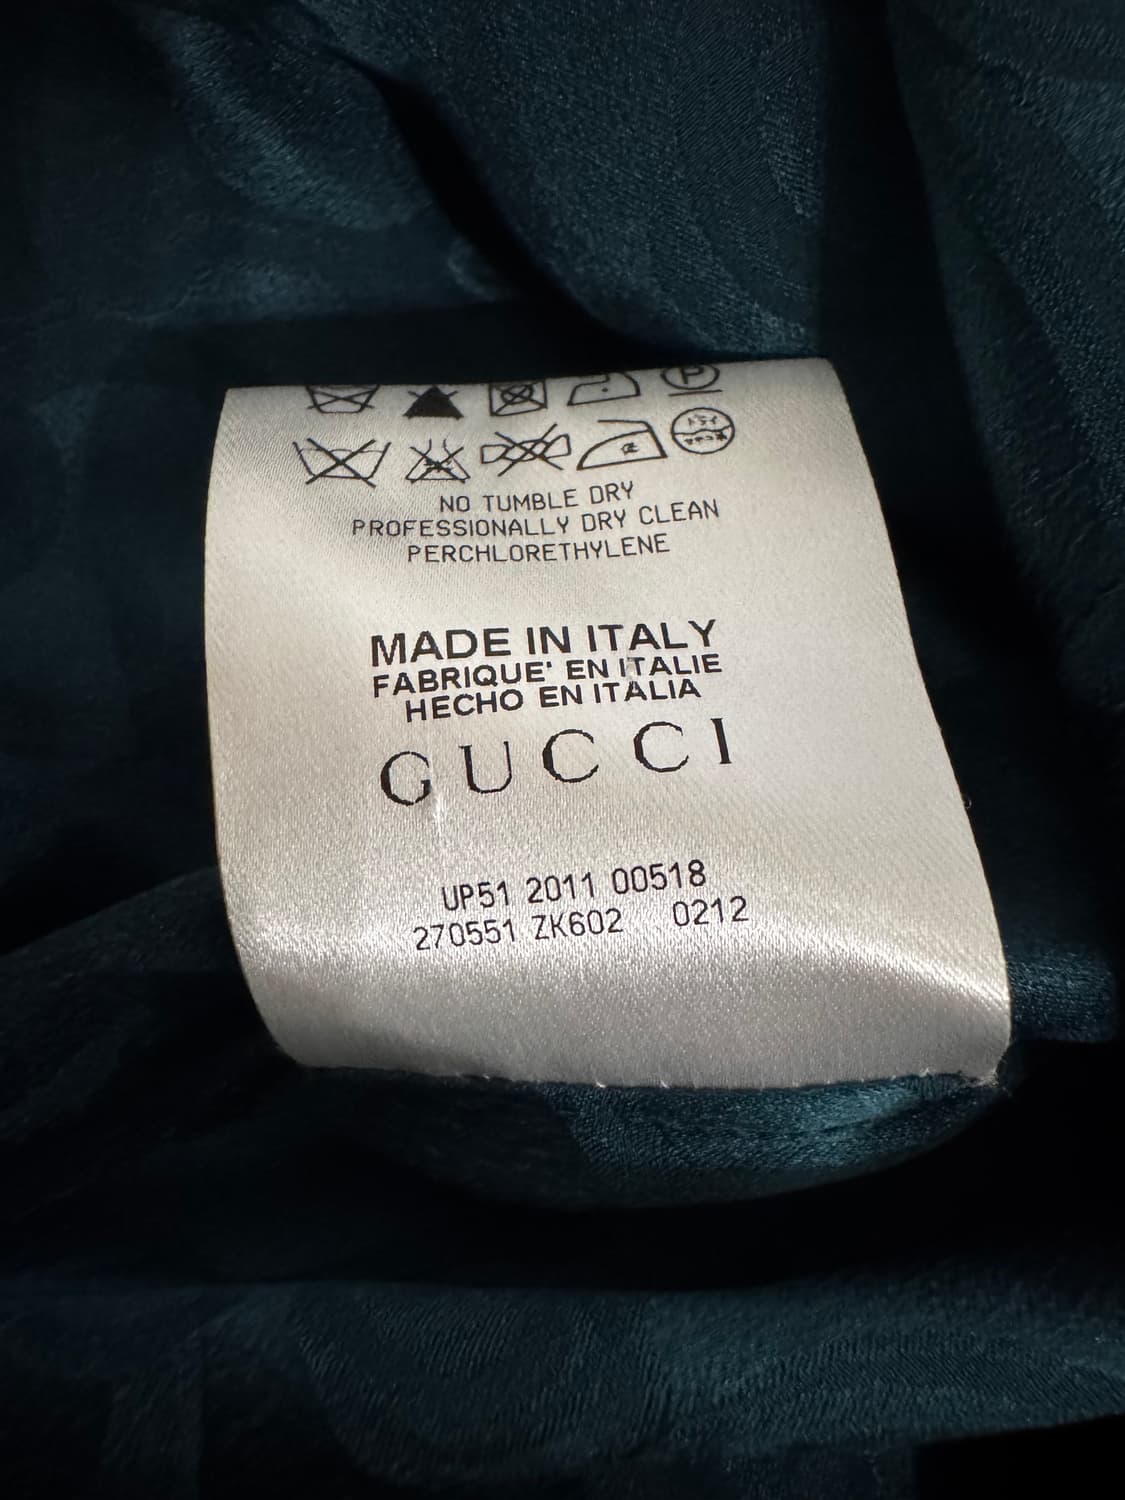 NO TUMBLE DRY
PROFESSIONALLY DRY CLEAN
PERCHLORETHYLENE
MADE IN ITALY
FABRIQUE' EN ITALIE
HECHO EN ITALIA
GUCCI
UP51 2011 00518
270551 ZK602 0212